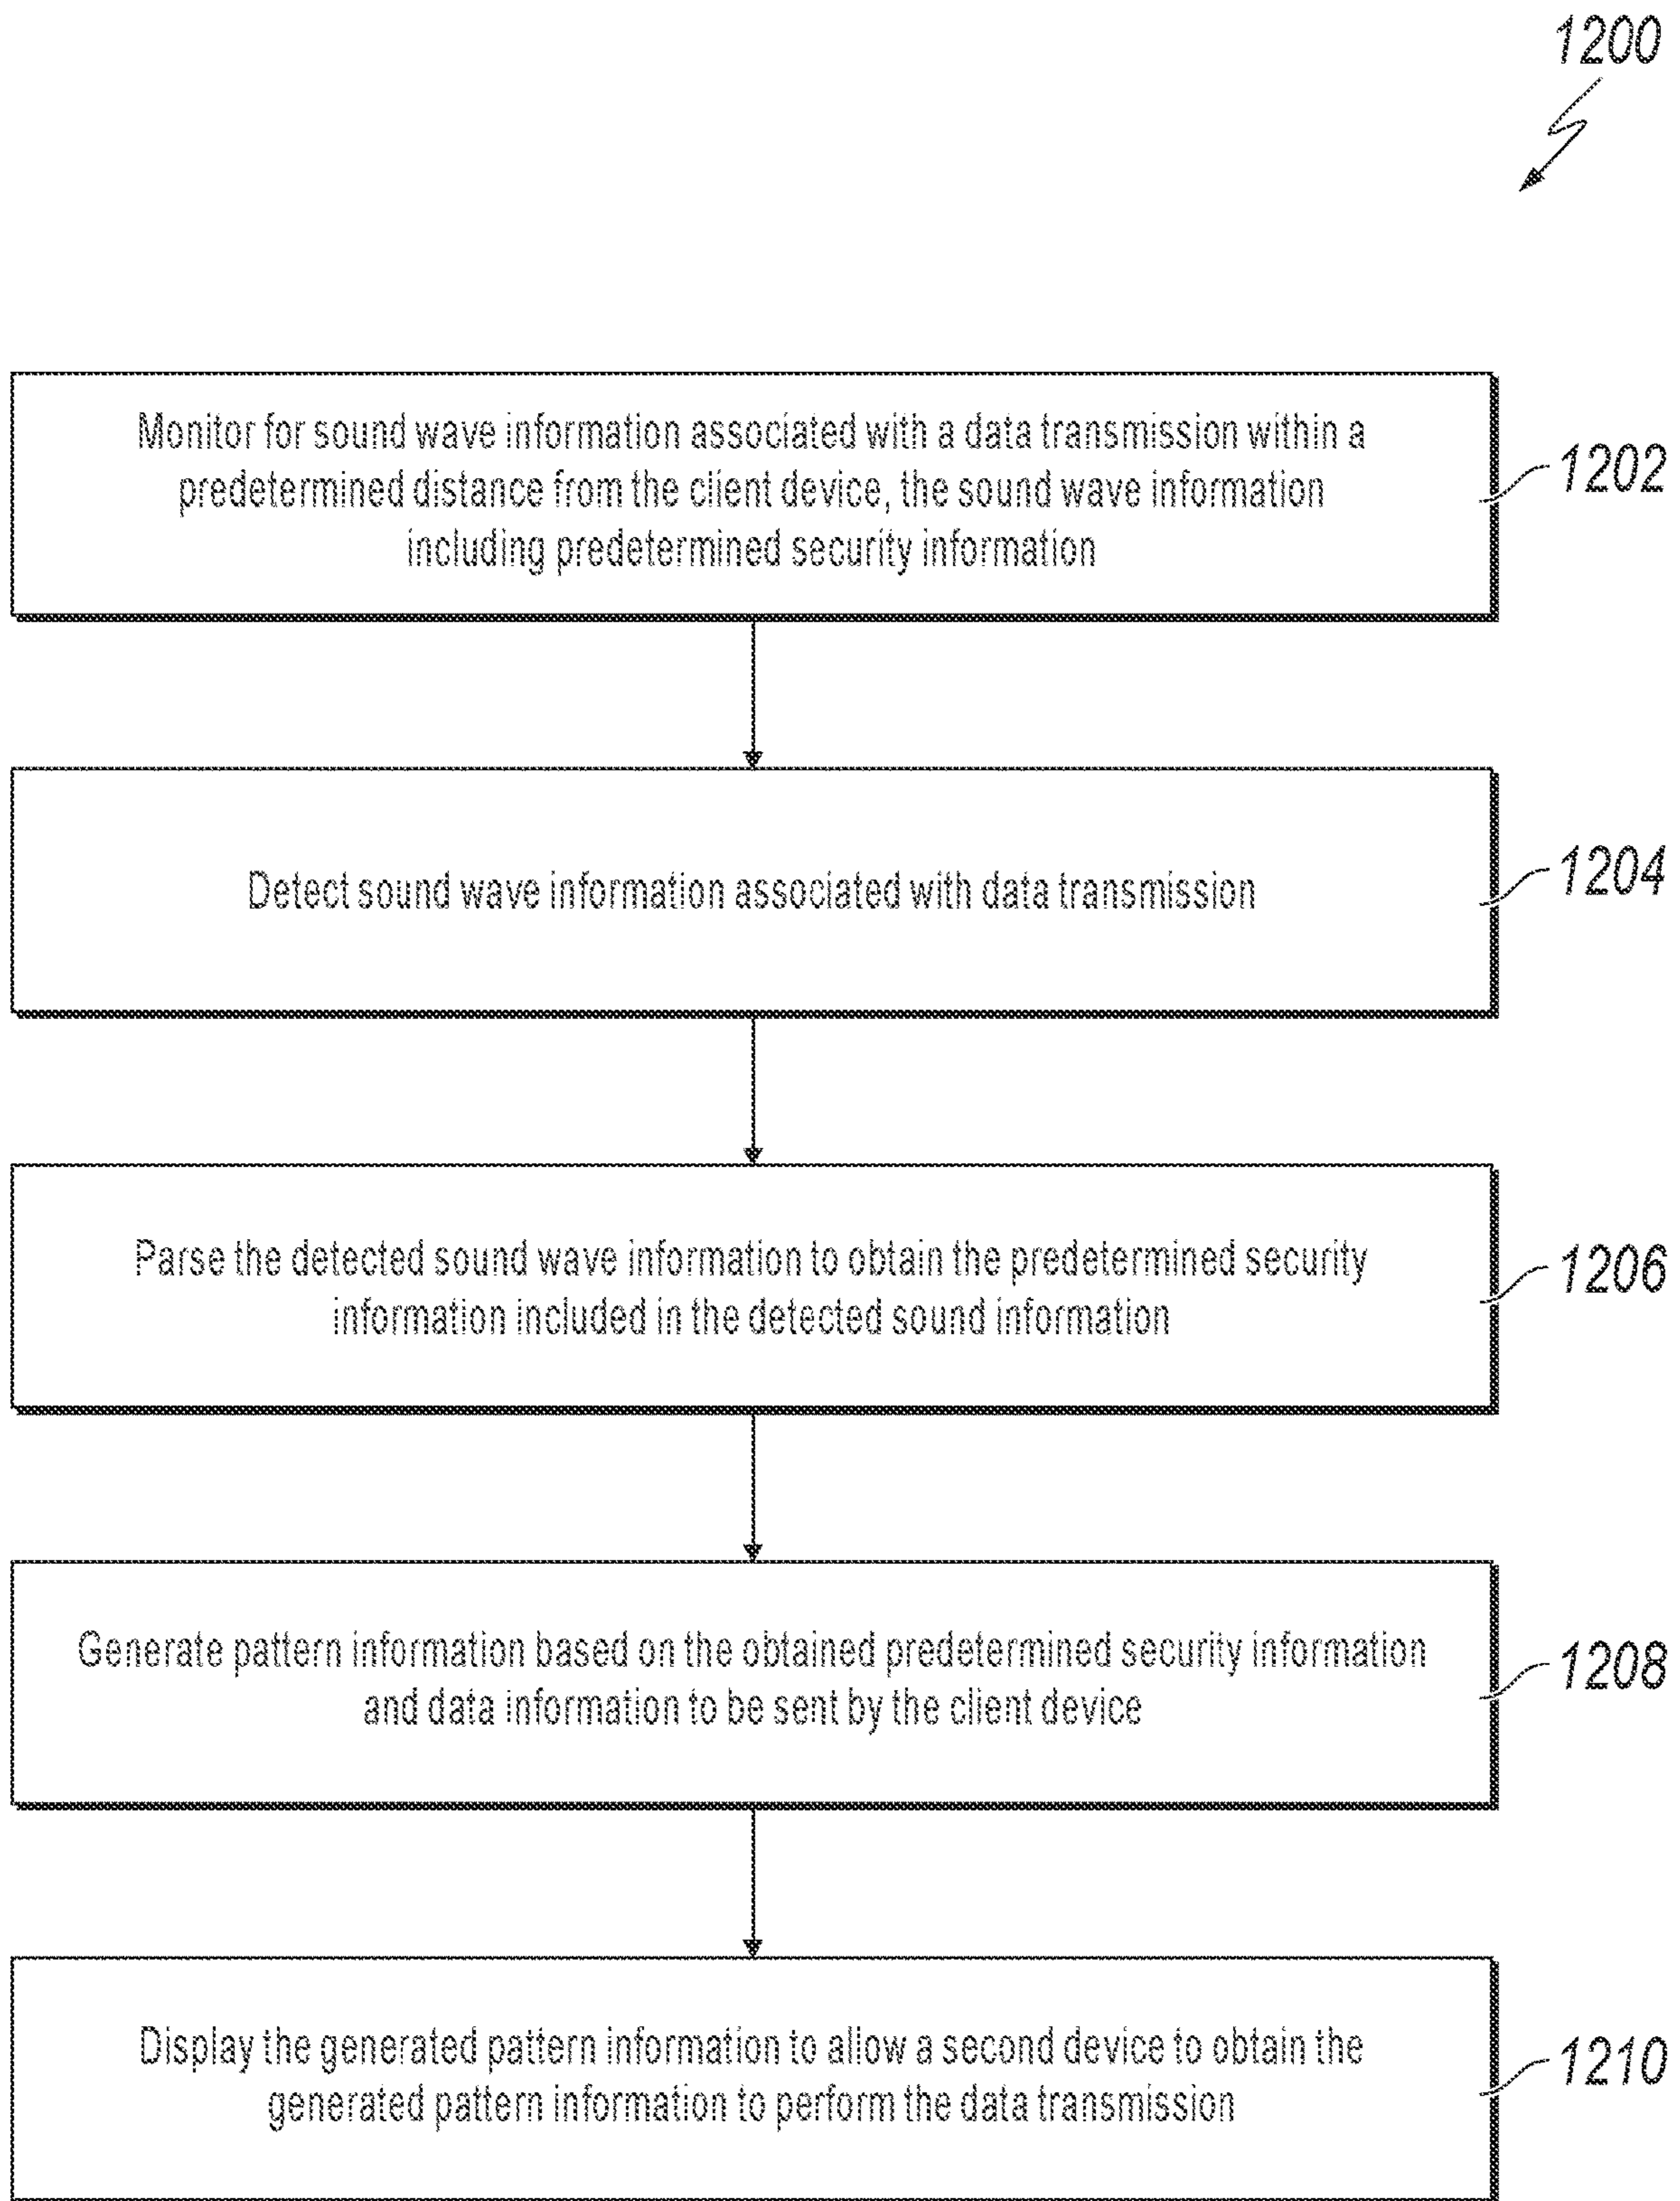 1200
Monitor for sound wave information associated with a data transmission within a
predetermined distance from the client device, the sound wave information
including predetermined security information
1202
Detect sound wave information associated with data transmission
1204
Parse the detected sound wave information to obtain the predetermined security
information included in the detected sound information
1206
Generate pattern information based on the obtained predetermined security information
and data information to be sent by the client device
1208
Display the generated pattern information to allow a second device to obtain the
generated pattern information to perform the data transmission
1210